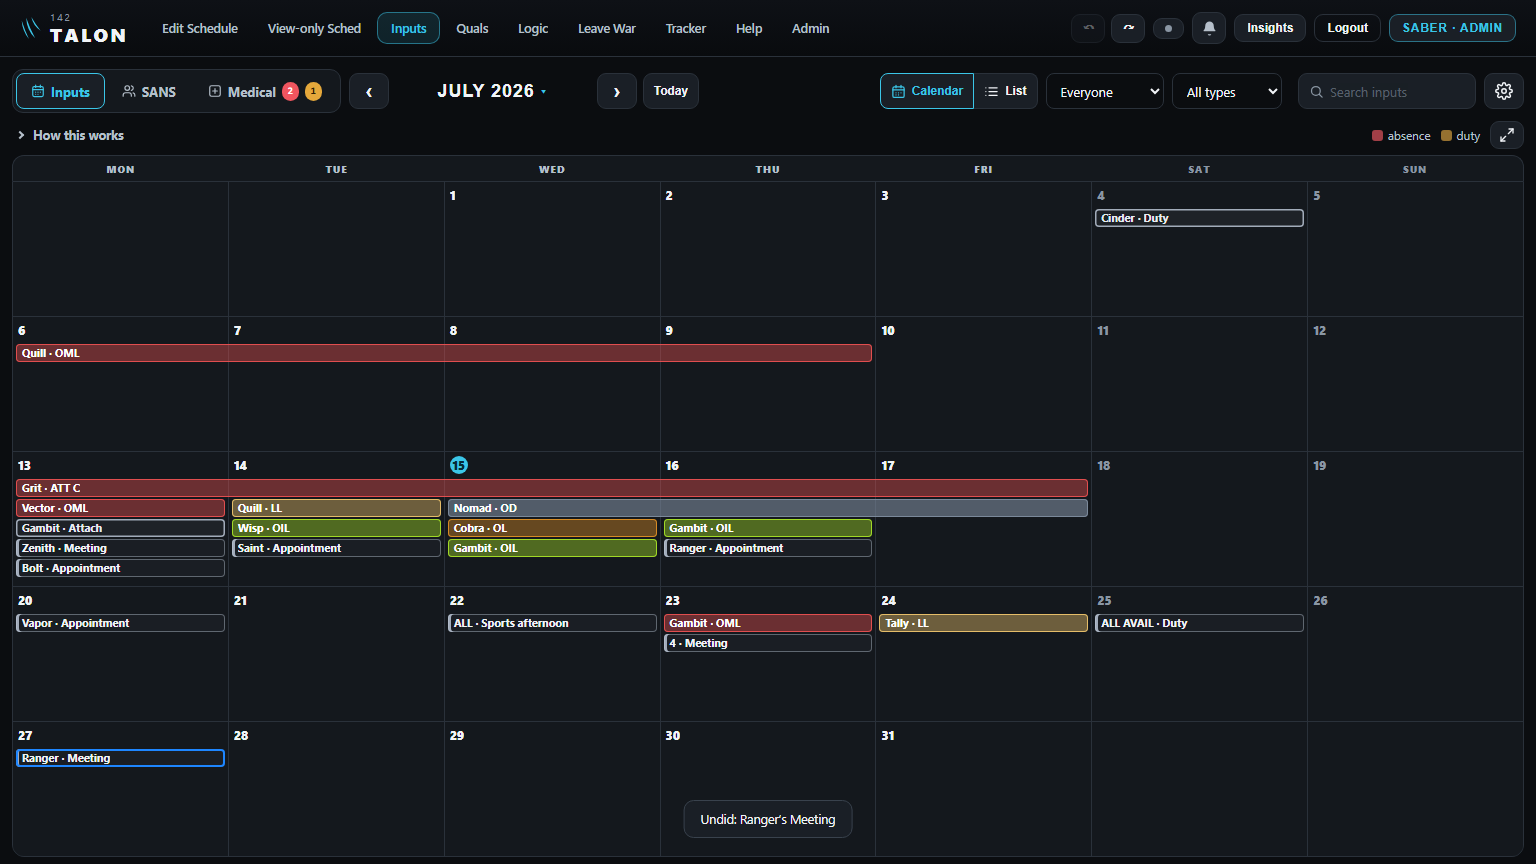 142
TALON
Edit Schedule
View-only Sched
Inputs
Quals
Logic
Leave War
Tracker
Help
Admin
Insights
Logout
SABER · ADMIN
Inputs
SANS
Medical
2
1
‹
JULY 2026
›
Today
Calendar
List
Everyone
All types
Search inputs
How this works
absence
duty
MON
TUE
WED
THU
FRI
SAT
SUN
1
2
3
4
5
Cinder · Duty
6
7
8
9
10
11
12
Quill · OML
13
14
15
16
17
18
19
Grit · ATT C
Vector · OML
Quill · LL
Nomad · OD
Gambit · Attach
Wisp · OIL
Cobra · OL
Gambit · OIL
Zenith · Meeting
Saint · Appointment
Gambit · OIL
Ranger · Appointment
Bolt · Appointment
20
21
22
23
24
25
26
Vapor · Appointment
ALL · Sports afternoon
Gambit · OML
Tally · LL
ALL AVAIL · Duty
4 · Meeting
27
28
29
30
31
Ranger · Meeting
Undid: Ranger's Meeting